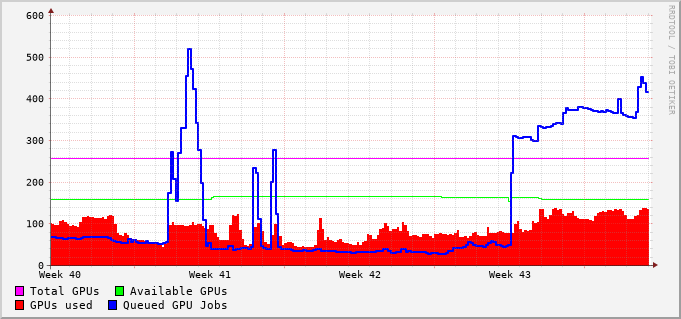 600
500
400
300
200
100
0
Week 40 Week 41 Week 42 Week 43
Total GPUs Available GPUs
GPUs used Queued GPU Jobs
RRDTOOL / TOBI OETIKER